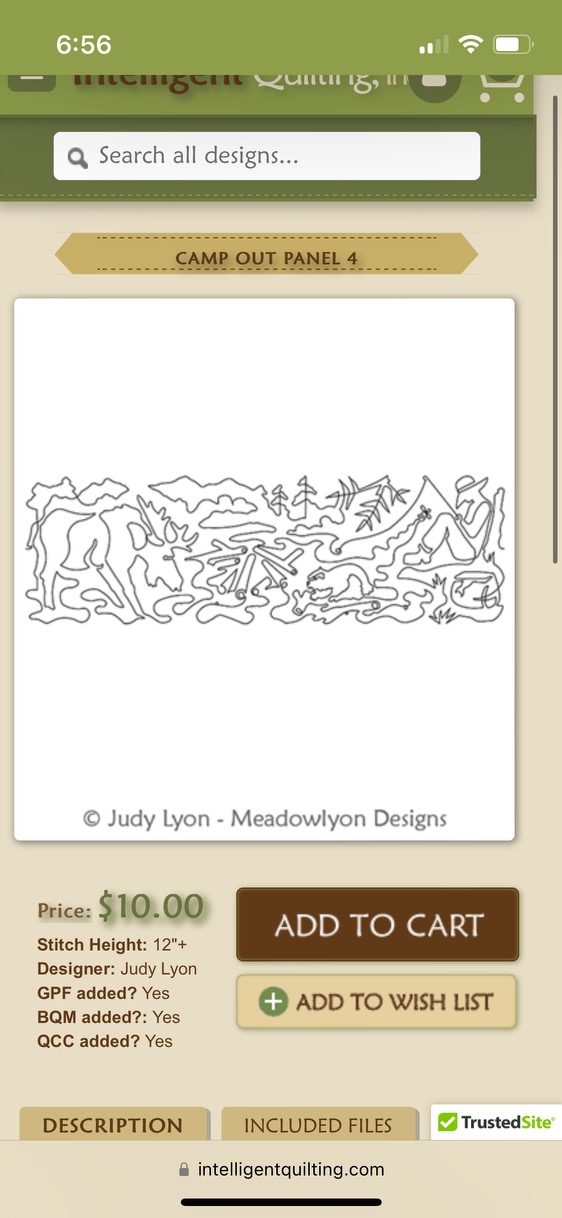 6:56
Intelligent Quilting, In
Search all designs...
CAMP OUT PANEL 4
© Judy Lyon - Meadowlyon Designs
Price: $10.00
ADD TO CART
Stitch Height: 12"+
Designer: Judy Lyon
GPF added? Yes
BQM added?: Yes
QCC added? Yes
ADD TO WISH LIST
DESCRIPTION
INCLUDED FILES
TrustedSite
intelligentquilting.com